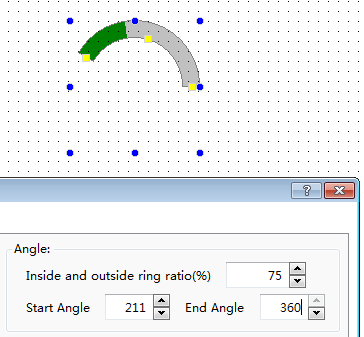 Angle:
Inside and outside ring ratio(%) 75
Start Angle 211 End Angle 360